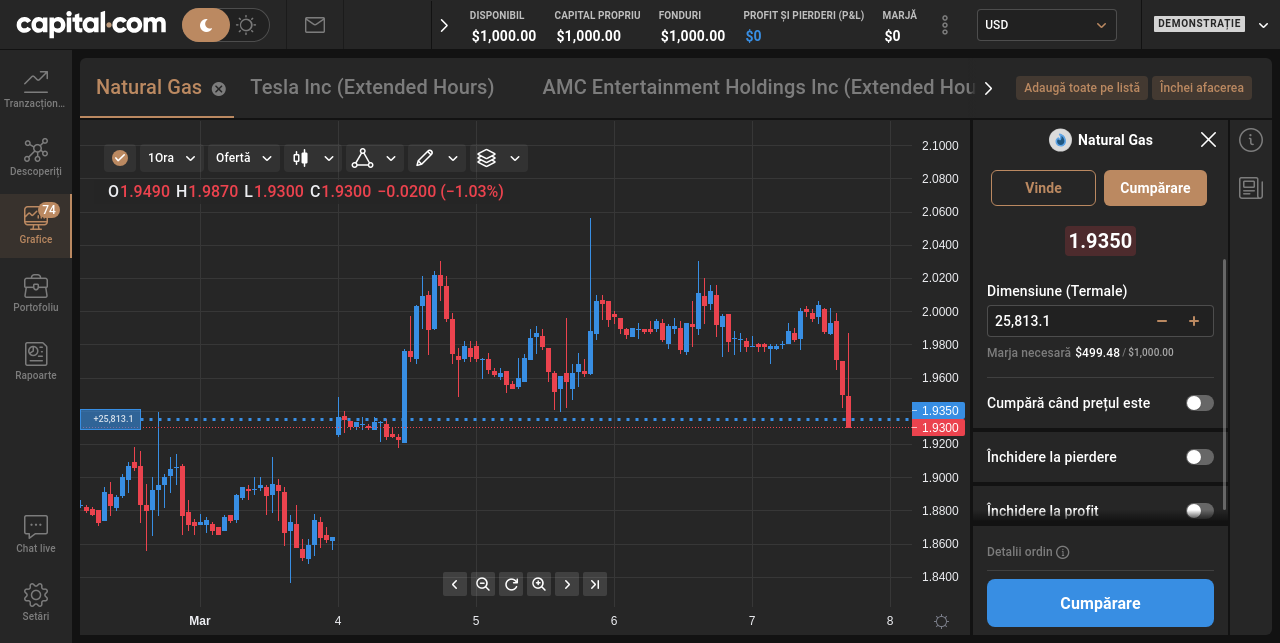 capital.com
DISPONIBIL CAPITAL PROPRIU FONDURI PROFIT ȘI PIERDERI (P&L) MARJĂ
$1,000.00 $1,000.00 $1,000.00 $0 $0
USD
DEMONSTRAȚIE
Natural Gas
Tesla Inc (Extended Hours)
AMC Entertainment Holdings Inc (Extended Hou
Adaugă toate pe listă
Închei afacerea
Tranzacțion...
Descoperiți
74
Grafice
Portofoliu
Rapoarte
Chat live
Setări
1Ora
Ofertă
O1.9490 H1.9870 L1.9300 C1.9300 −0.0200 (−1.03%)
+25,813.1
2.1000
2.0800
2.0600
2.0400
2.0200
2.0000
1.9800
1.9600
1.9350
1.9300
1.9200
1.9000
1.8800
1.8600
1.8400
Mar 4 5 6 7 8
Natural Gas
Vinde
Cumpărare
1.9350
Dimensiune (Termale)
25,813.1
Marja necesară $499.48 / $1,000.00
Cumpără când prețul este
Închidere la pierdere
Închidere la profit
Detalii ordin
Cumpărare